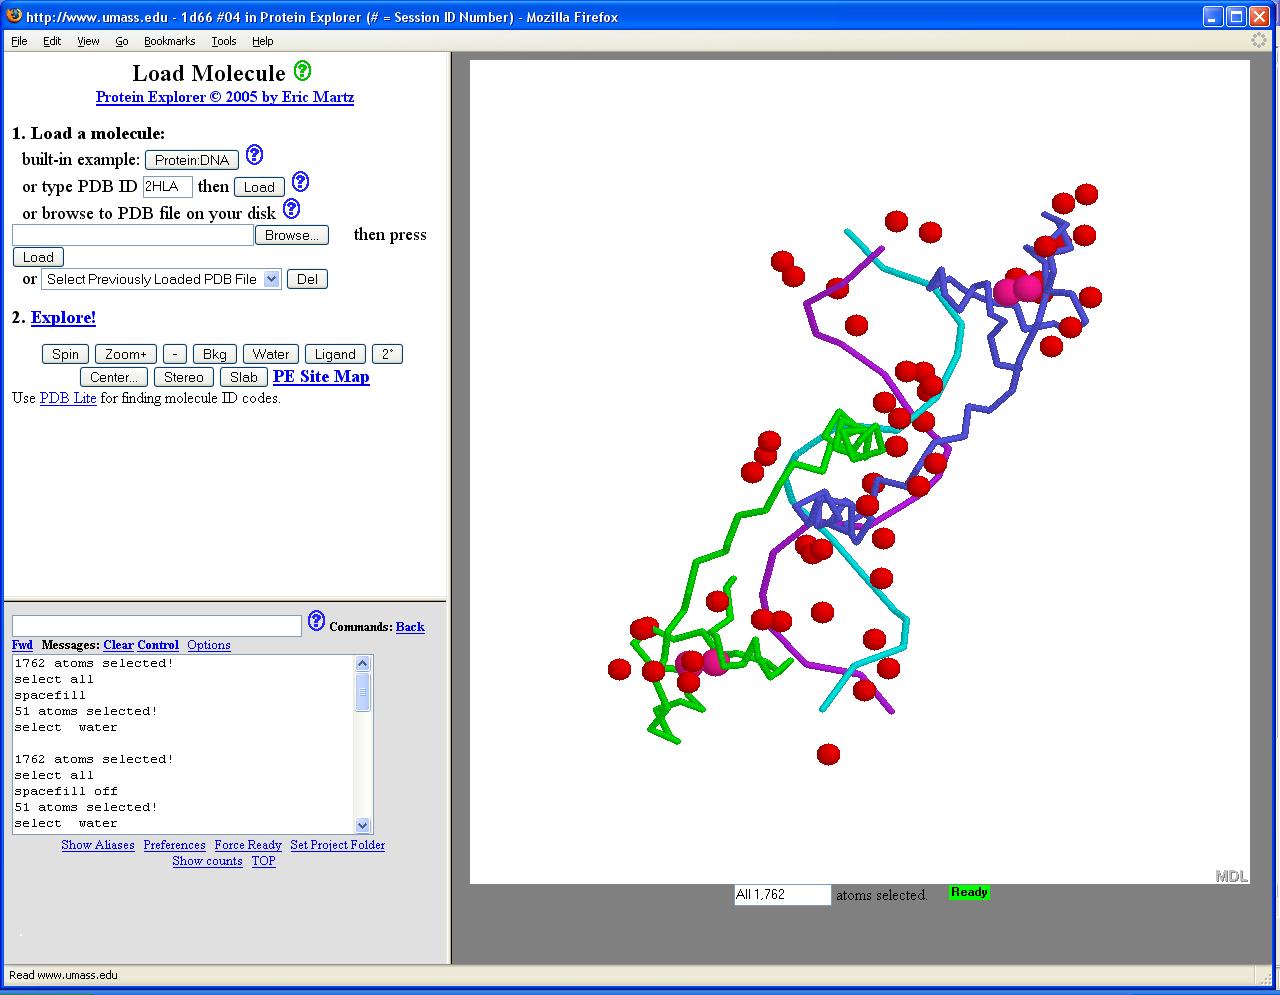 http://www.umass.edu - 1d66 #04 in Protein Explorer (# = Session ID Number) - Mozilla Firefox
File Edit View Go Bookmarks Tools Help
Load Molecule ?
Protein Explorer © 2005 by Eric Martz
1. Load a molecule:
built-in example: Protein:DNA ?
or type PDB ID 2HLA then Load ?
or browse to PDB file on your disk ?
Browse... then press
Load
or Select Previously Loaded PDB File Del
2. Explore!
Spin Zoom+ - Bkg Water Ligand 2°
Center... Stereo Slab PE Site Map
Use PDB Lite for finding molecule ID codes.
? Commands: Back
Fwd Messages: Clear Control Options
1762 atoms selected!
select all
spacefill
51 atoms selected!
select  water
1762 atoms selected!
select all
spacefill off
51 atoms selected!
select  water
Show Aliases Preferences Force Ready Set Project Folder
Show counts TOP
MDL
All 1,762 atoms selected. Ready
Read www.umass.edu